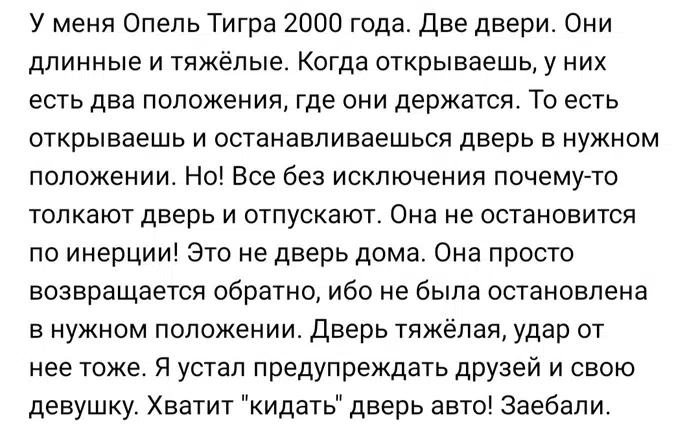 У меня Опель Тигра 2000 года. Две двери. Они
длинные и тяжёлые. Когда открываешь, у них
есть два положения, где они держатся. То есть
открываешь и останавливаешься дверь в нужном
положении. Но! Все без исключения почему-то
толкают дверь и отпускают. Она не остановится
по инерции! Это не дверь дома. Она просто
возвращается обратно, ибо не была остановлена
в нужном положении. Дверь тяжёлая, удар от
нее тоже. Я устал предупреждать друзей и свою
девушку. Хватит "кидать" дверь авто! Заебали.